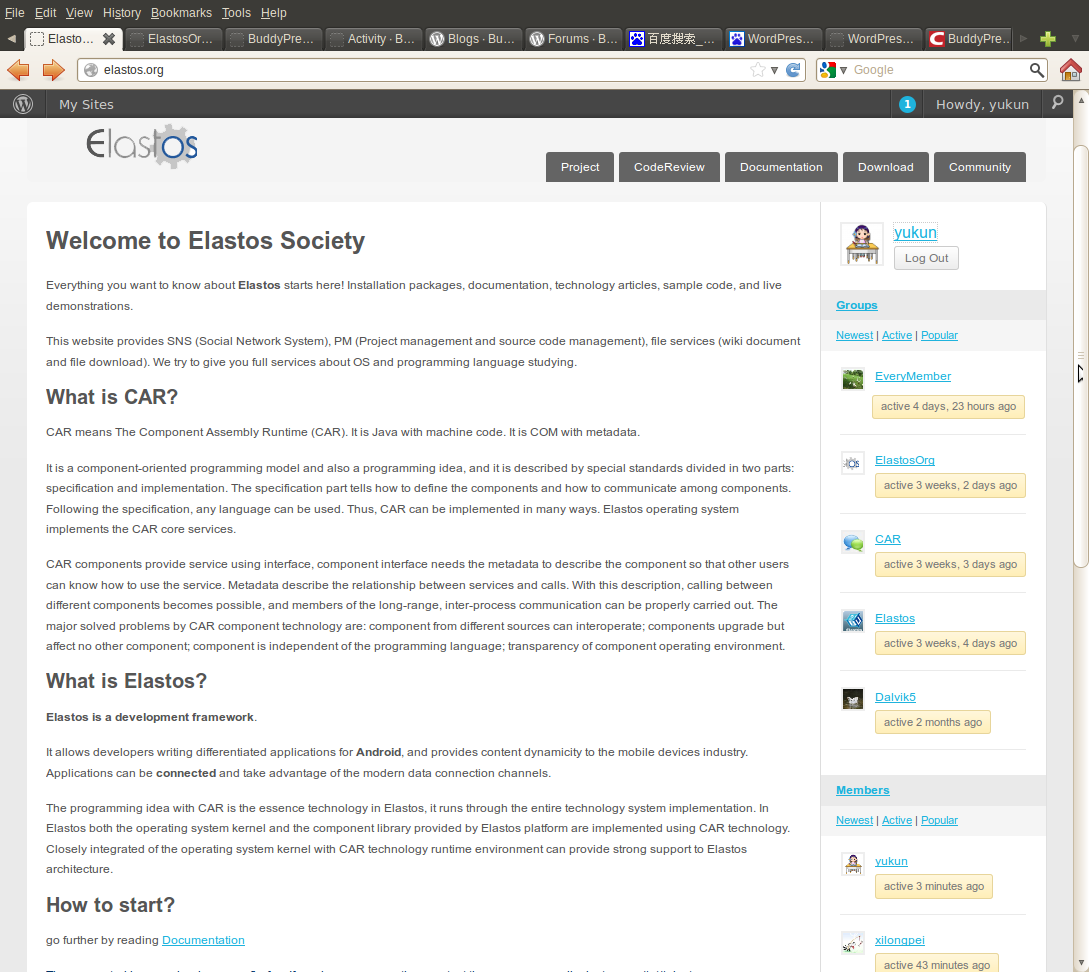 File Edit View History Bookmarks Tools Help
Elasto… ElastosOr… BuddyPre… Activity · B… Blogs · Bu… Forums · B… 百度搜索_… WordPres… WordPres… BuddyPre…
elastos.org
Google
My Sites
1
Howdy, yukun
Elastos
Project CodeReview Documentation Download Community
Welcome to Elastos Society
Everything you want to know about Elastos starts here! Installation packages, documentation, technology articles, sample code, and live
demonstrations.
This website provides SNS (Social Network System), PM (Project management and source code management), file services (wiki document
and file download). We try to give you full services about OS and programming language studying.
What is CAR?
CAR means The Component Assembly Runtime (CAR). It is Java with machine code. It is COM with metadata.
It is a component-oriented programming model and also a programming idea, and it is described by special standards divided in two parts:
specification and implementation. The specification part tells how to define the components and how to communicate among components.
Following the specification, any language can be used. Thus, CAR can be implemented in many ways. Elastos operating system
implements the CAR core services.
CAR components provide service using interface, component interface needs the metadata to describe the component so that other users
can know how to use the service. Metadata describe the relationship between services and calls. With this description, calling between
different components becomes possible, and members of the long-range, inter-process communication can be properly carried out. The
major solved problems by CAR component technology are: component from different sources can interoperate; components upgrade but
affect no other component; component is independent of the programming language; transparency of component operating environment.
What is Elastos?
Elastos is a development framework.
It allows developers writing differentiated applications for Android, and provides content dynamicity to the mobile devices industry.
Applications can be connected and take advantage of the modern data connection channels.
The programming idea with CAR is the essence technology in Elastos, it runs through the entire technology system implementation. In
Elastos both the operating system kernel and the component library provided by Elastos platform are implemented using CAR technology.
Closely integrated of the operating system kernel with CAR technology runtime environment can provide strong support to Elastos
architecture.
How to start?
go further by reading Documentation
yukun
Log Out
Groups
Newest | Active | Popular
EveryMember
active 4 days, 23 hours ago
ElastosOrg
active 3 weeks, 2 days ago
CAR
active 3 weeks, 3 days ago
Elastos
active 3 weeks, 4 days ago
Dalvik5
active 2 months ago
Members
Newest | Active | Popular
yukun
active 3 minutes ago
xilongpei
active 43 minutes ago